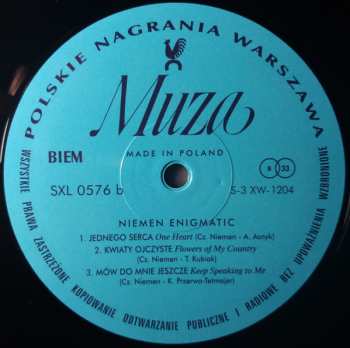 POLSKIE NAGRANIA WARSZAWA
Muza
BIEM
MADE IN POLAND
SXL 0576 b
S-3 XW-1204
S 33
NIEMEN ENIGMATIC
1. JEDNEGO SERCA One Heart (Cz. Niemen - A. Asnyk)
2. KWIATY OJCZYSTE Flowers of My Country
(Cz. Niemen - T. Kubiak)
3. MÓW DO MNIE JESZCZE Keep Speaking to Me
(Cz. Niemen - K. Przerwa-Tetmajer)
WSZYSTKIE PRAWA ZASTRZEŻONE KOPIOWANIE ODTWARZANIE PUBLICZNE I RADIOWE BEZ UPOWAŻNIENIA WZBRONIONE